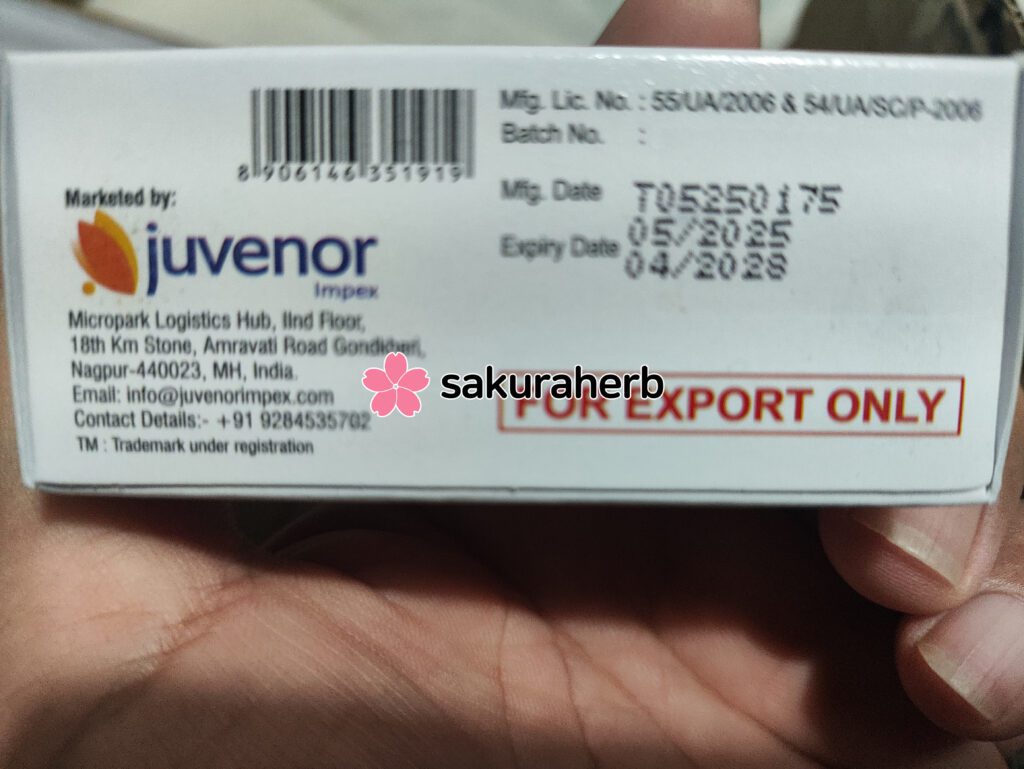 8 906146 351919
Marketed by:
juvenor
Impex
Micropark Logistics Hub, IInd Floor,
18th Km Stone, Amravati Road Gondkheri,
Nagpur-440023, MH, India.
Email: info@juvenorimpex.com
Contact Details:- +91 9284535702
TM : Trademark under registration
Mfg. Lic. No. : 55/UA/2006 & 54/UA/SC/P-2006
Batch No. :
Mfg. Date T05250175
05/2025
Expiry Date 04/2028
sakuraherb
FOR EXPORT ONLY